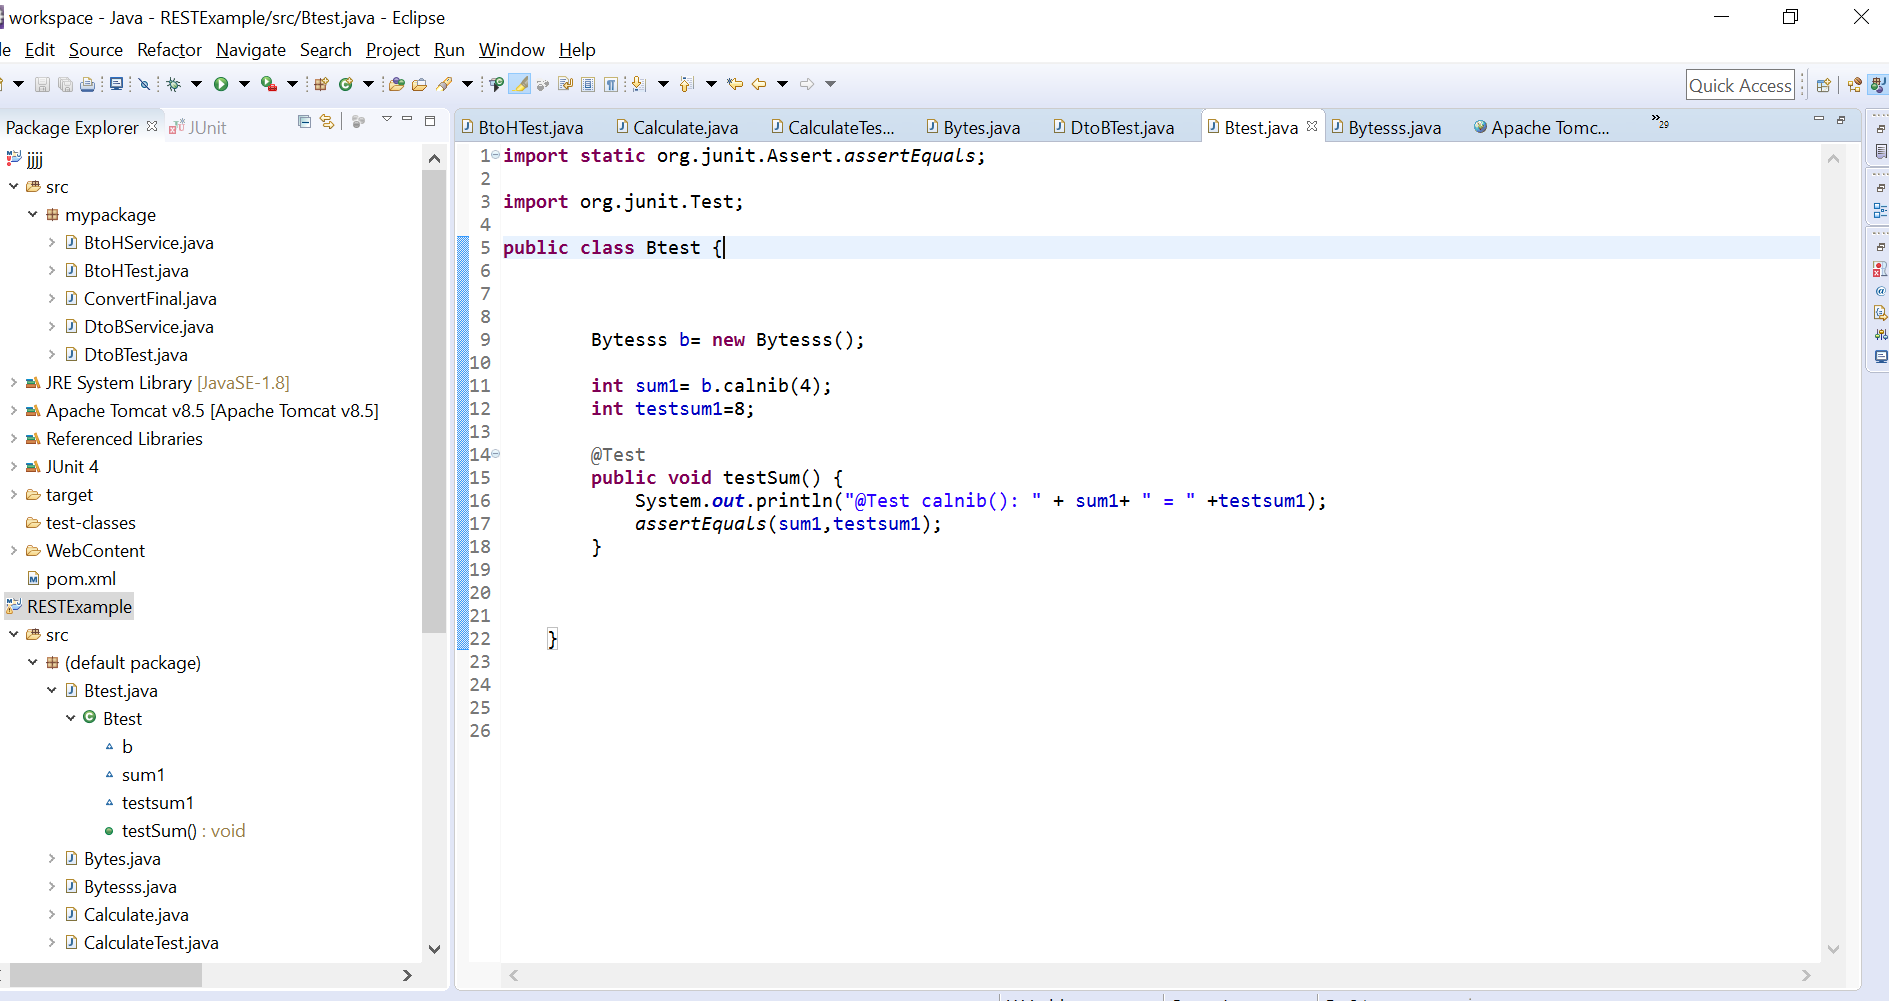 workspace - Java - RESTExample/src/Btest.java - Eclipse
Edit Source Refactor Navigate Search Project Run Window Help
Quick Access
Package Explorer JUnit
BtoHTest.java Calculate.java CalculateTes... Bytes.java DtoBTest.java Btest.java Bytesss.java Apache Tomc... »29
jjjj
src
mypackage
BtoHService.java
BtoHTest.java
ConvertFinal.java
DtoBService.java
DtoBTest.java
JRE System Library [JavaSE-1.8]
Apache Tomcat v8.5 [Apache Tomcat v8.5]
Referenced Libraries
JUnit 4
target
test-classes
WebContent
pom.xml
RESTExample
src
(default package)
Btest.java
Btest
b
sum1
testsum1
testSum() : void
Bytes.java
Bytesss.java
Calculate.java
CalculateTest.java
1 import static org.junit.Assert.assertEquals;
2
3 import org.junit.Test;
4
5 public class Btest {
6
7
8
9 Bytesss b= new Bytesss();
10
11 int sum1= b.calnib(4);
12 int testsum1=8;
13
14 @Test
15 public void testSum() {
16 System.out.println("@Test calnib(): " + sum1+ " = " +testsum1);
17 assertEquals(sum1,testsum1);
18 }
19
20
21
22 }
23
24
25
26